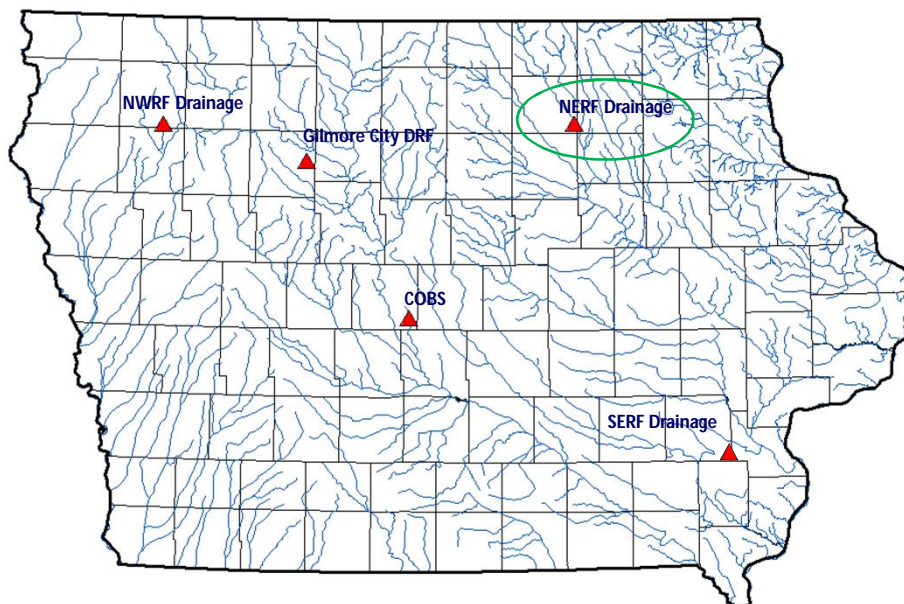 NWRF Drainage
NERF Drainage
Gilmore City DRF
COBS
SERF Drainage